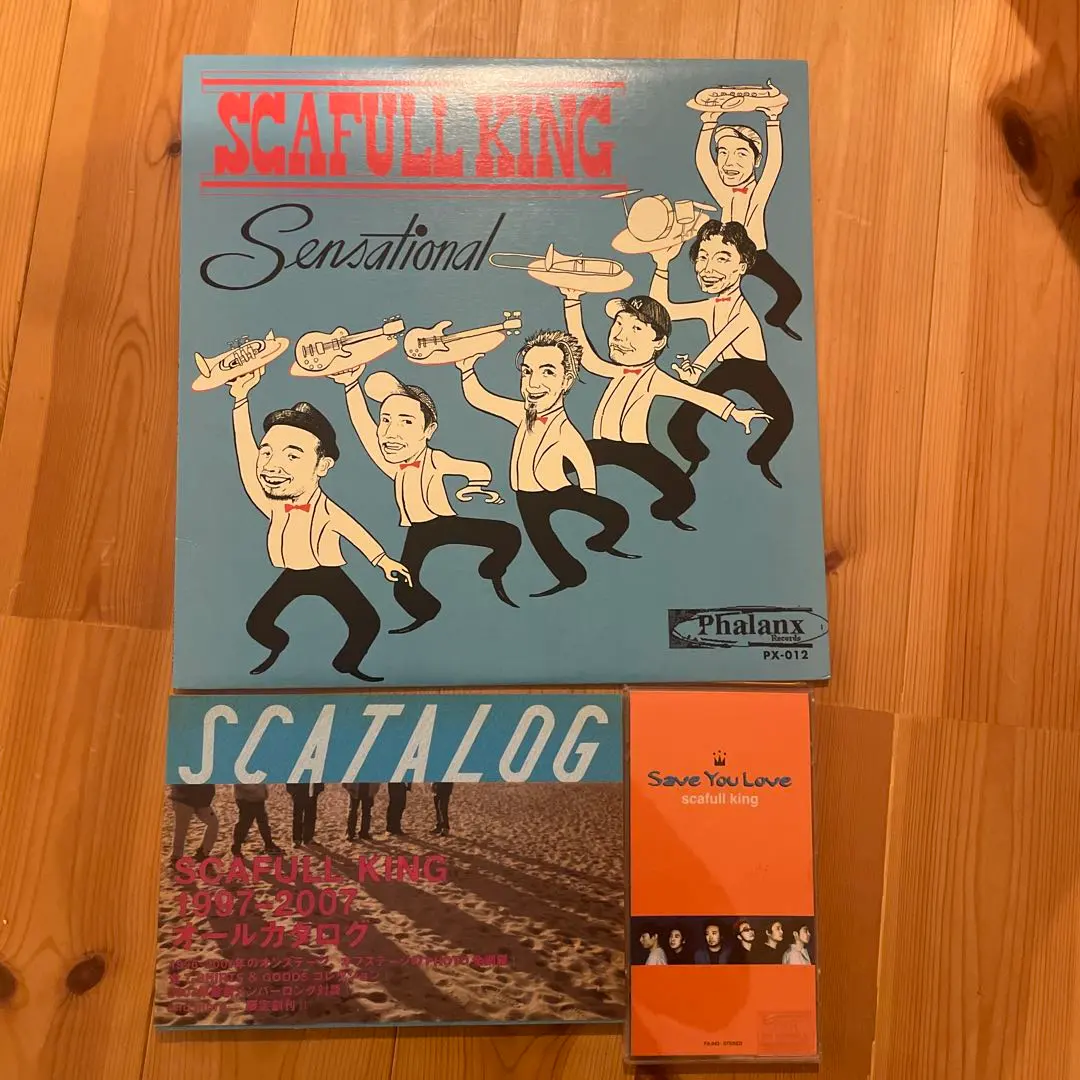 SCAFULL KING
Sensational
Phalanx
Records
PX-012
SCATALOG
SCAFULL KING
1997-2007
オールカタログ
Save You Love
scafull king